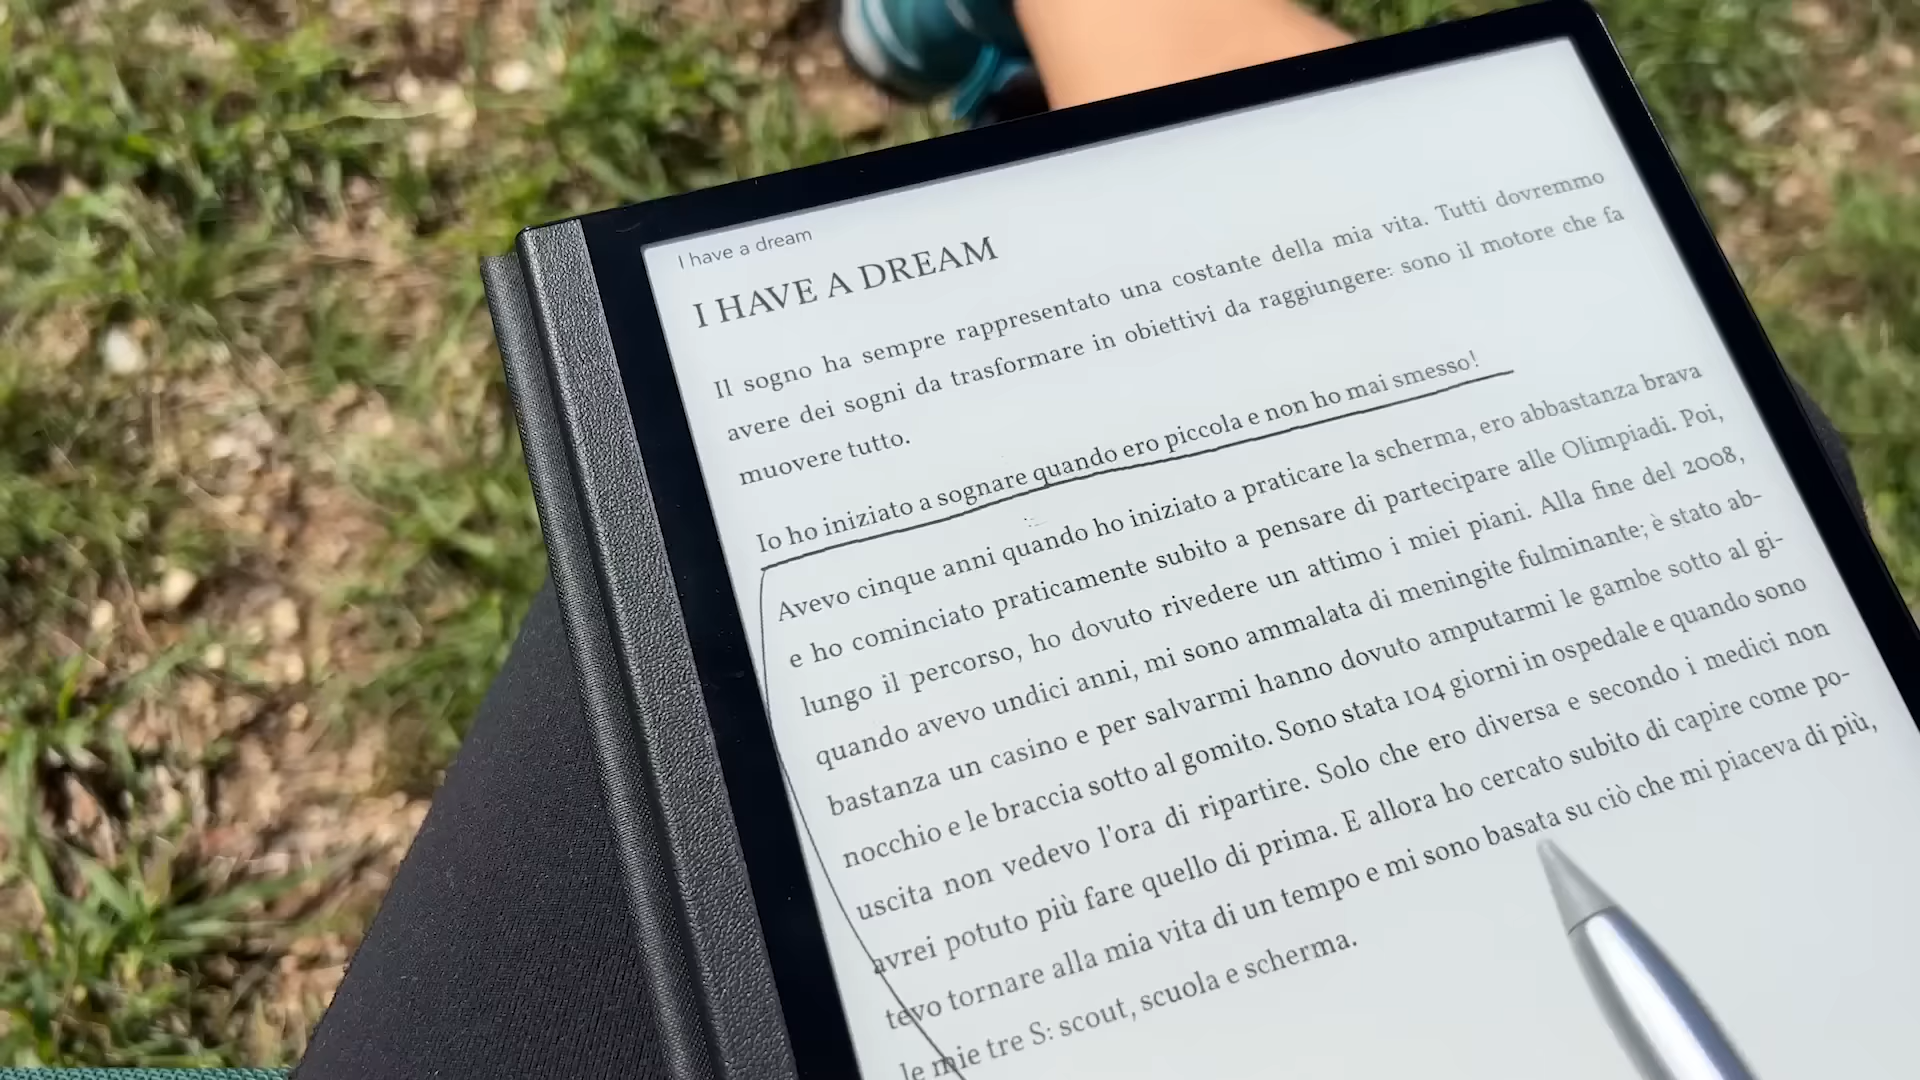 I have a dream
I HAVE A DREAM
Il sogno ha sempre rappresentato una costante della mia vita. Tutti dovremmo
avere dei sogni da trasformare in obiettivi da raggiungere: sono il motore che fa
muovere tutto.
Io ho iniziato a sognare quando ero piccola e non ho mai smesso!
Avevo cinque anni quando ho iniziato a praticare la scherma, ero abbastanza brava
e ho cominciato praticamente subito a pensare di partecipare alle Olimpiadi. Poi,
lungo il percorso, ho dovuto rivedere un attimo i miei piani. Alla fine del 2008,
quando avevo undici anni, mi sono ammalata di meningite fulminante; è stato ab-
bastanza un casino e per salvarmi hanno dovuto amputarmi le gambe sotto al gi-
nocchio e le braccia sotto al gomito. Sono stata 104 giorni in ospedale e quando sono
uscita non vedevo l'ora di ripartire. Solo che ero diversa e secondo i medici non
avrei potuto più fare quello di prima. E allora ho cercato subito di capire come po-
tevo tornare alla mia vita di un tempo e mi sono basata su ciò che mi piaceva di più,
le mie tre S: scout, scuola e scherma.